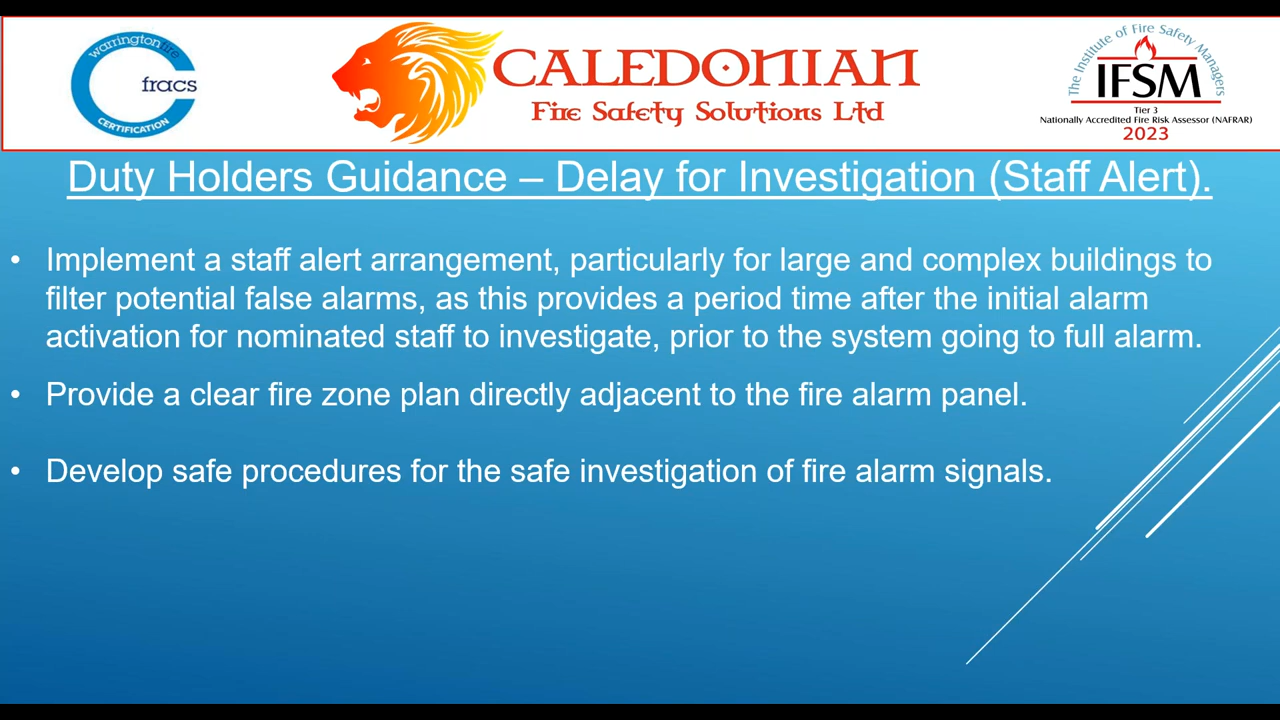 warringtonfire
fracs
CERTIFICATION
CALEDONIAN
Fire Safety Solutions Ltd
The Institute of Fire Safety Managers
IFSM
Tier 3
Nationally Accredited Fire Risk Assessor (NAFRAR)
2023
Duty Holders Guidance – Delay for Investigation (Staff Alert).
• Implement a staff alert arrangement, particularly for large and complex buildings to
filter potential false alarms, as this provides a period time after the initial alarm
activation for nominated staff to investigate, prior to the system going to full alarm.
• Provide a clear fire zone plan directly adjacent to the fire alarm panel.
• Develop safe procedures for the safe investigation of fire alarm signals.